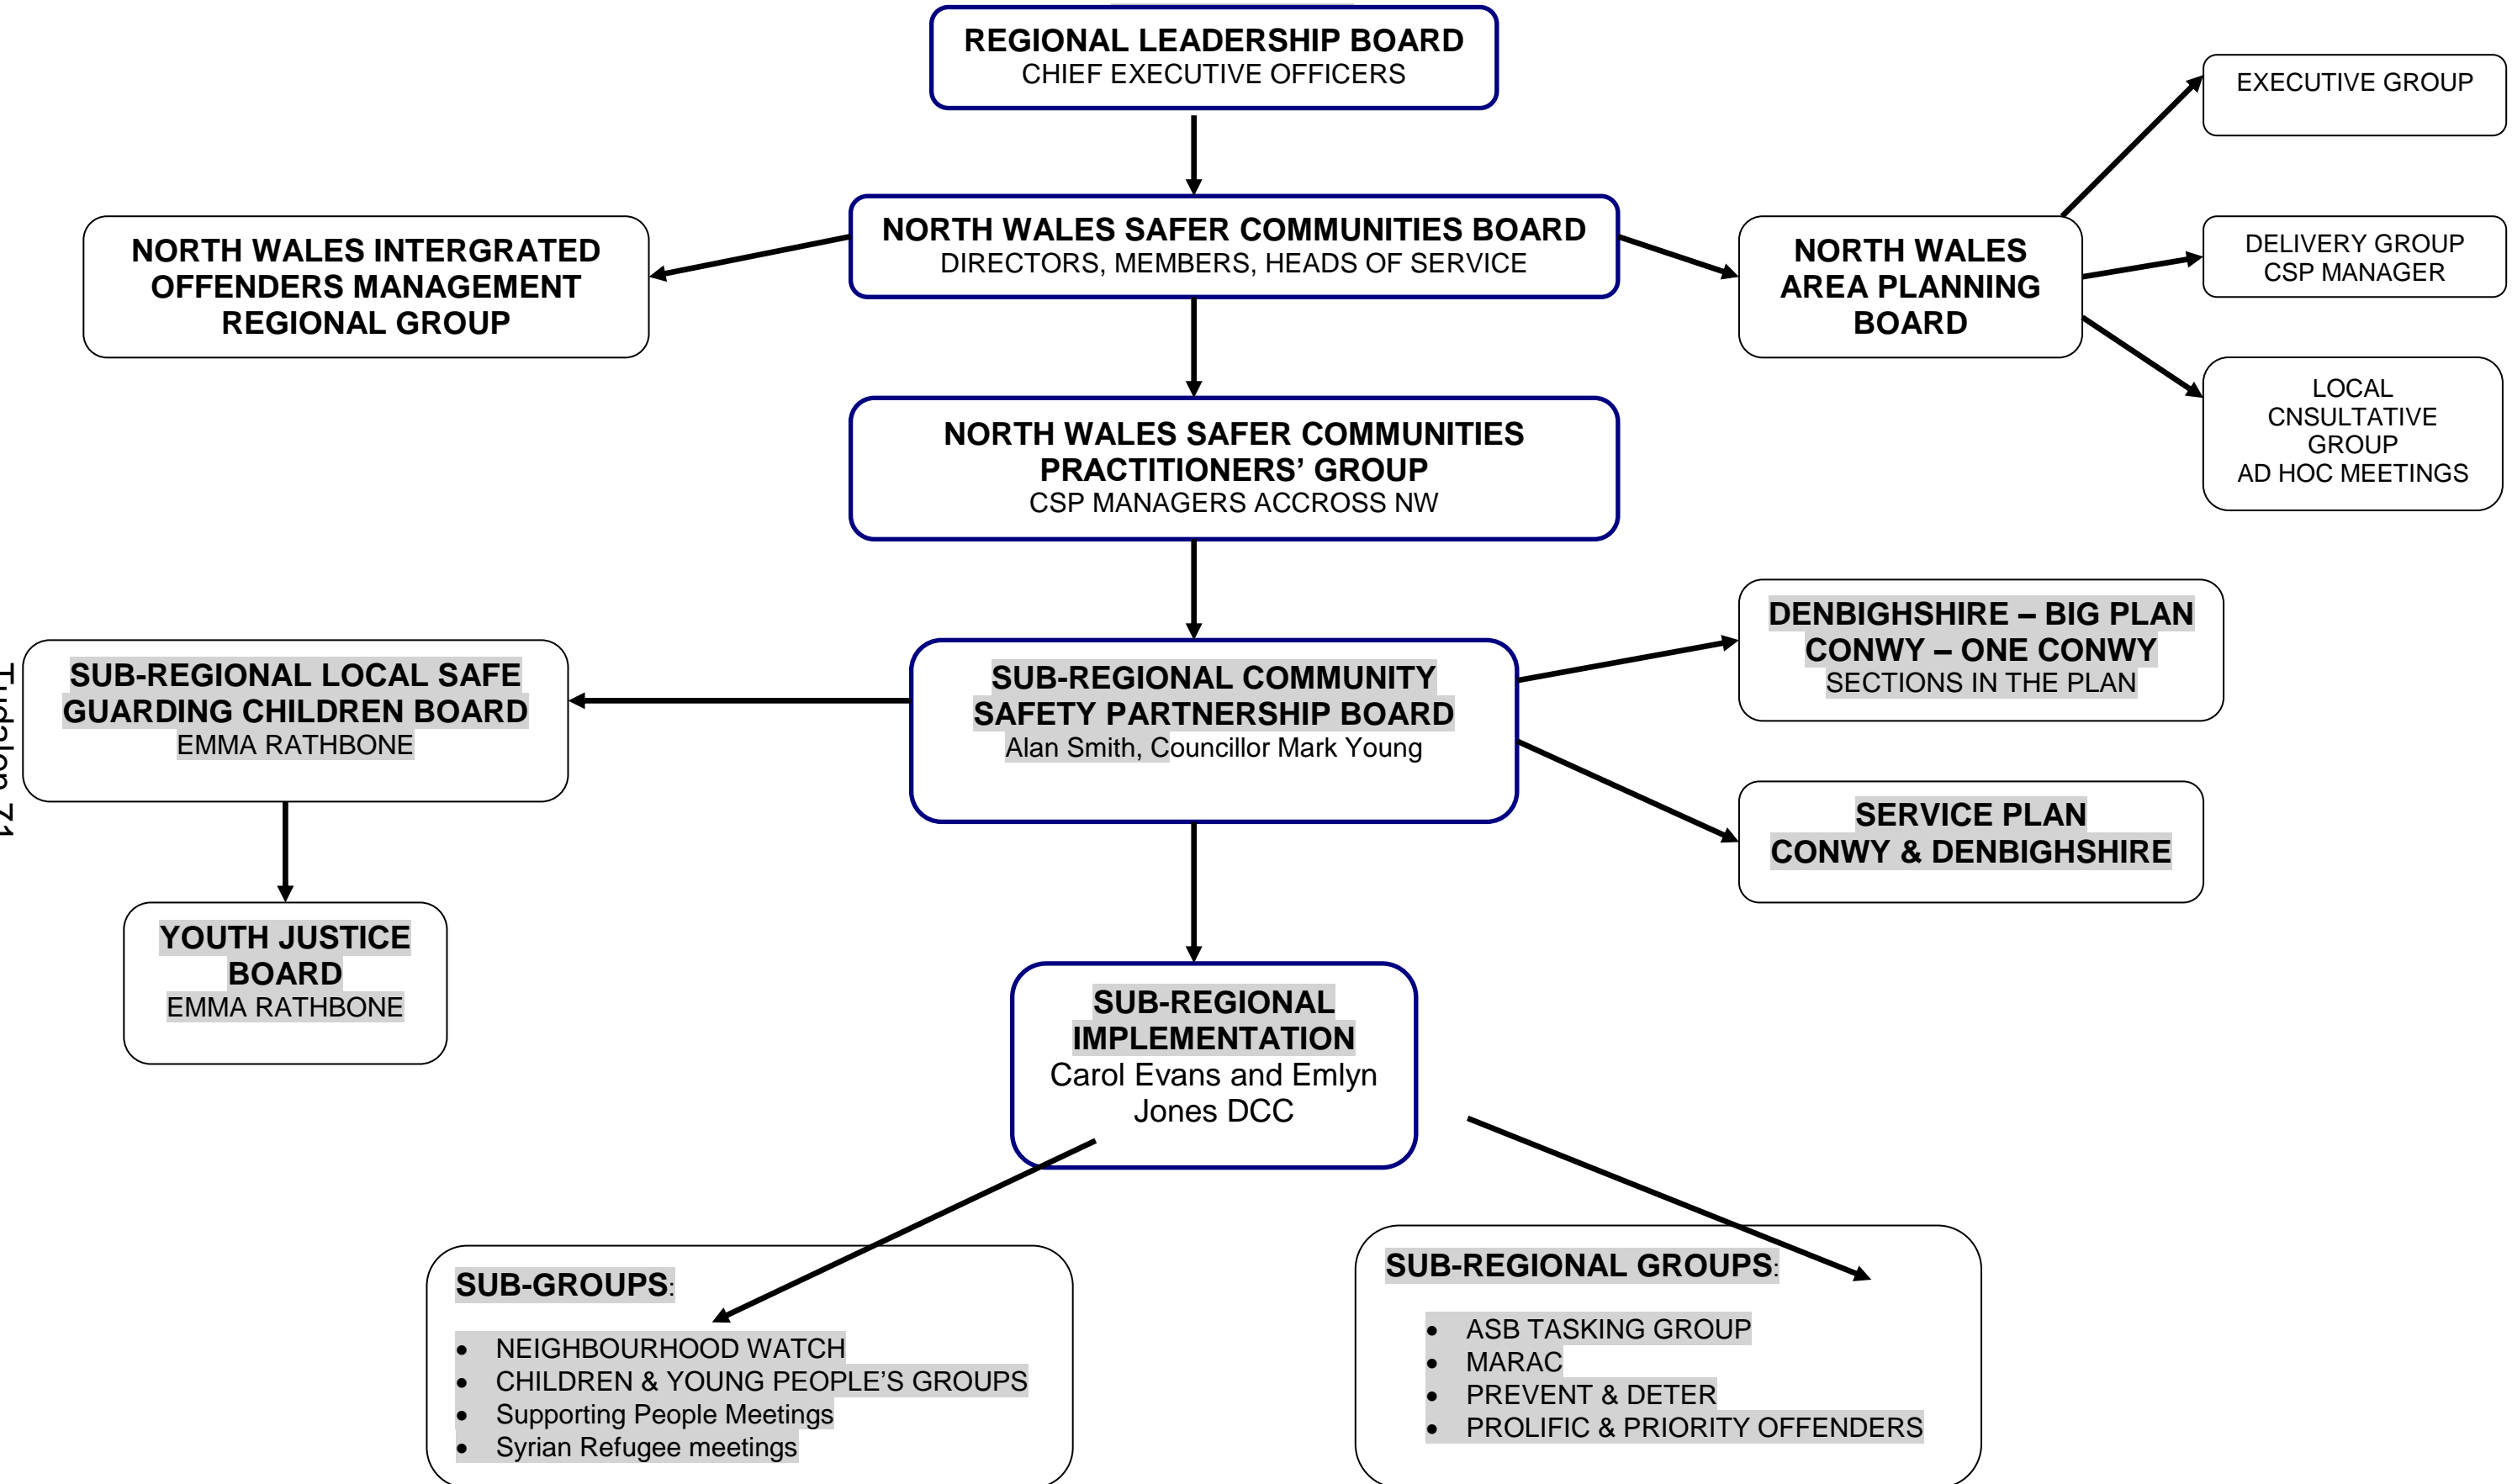 REGIONAL LEADERSHIP BOARD
CHIEF EXECUTIVE OFFICERS
EXECUTIVE GROUP
NORTH WALES SAFER COMMUNITIES BOARD
DIRECTORS, MEMBERS, HEADS OF SERVICE
NORTH WALES INTERGRATED
OFFENDERS MANAGEMENT
REGIONAL GROUP
NORTH WALES
AREA PLANNING
BOARD
DELIVERY GROUP
CSP MANAGER
LOCAL
CNSULTATIVE
GROUP
AD HOC MEETINGS
NORTH WALES SAFER COMMUNITIES
PRACTITIONERS’ GROUP
CSP MANAGERS ACCROSS NW
DENBIGHSHIRE – BIG PLAN
CONWY – ONE CONWY
SECTIONS IN THE PLAN
SUB-REGIONAL LOCAL SAFE
GUARDING CHILDREN BOARD
EMMA RATHBONE
SUB-REGIONAL COMMUNITY
SAFETY PARTNERSHIP BOARD
Alan Smith, Councillor Mark Young
Tudalen 71
SERVICE PLAN
CONWY & DENBIGHSHIRE
YOUTH JUSTICE
BOARD
EMMA RATHBONE
SUB-REGIONAL
IMPLEMENTATION
Carol Evans and Emlyn
Jones DCC
SUB-GROUPS:
• NEIGHBOURHOOD WATCH
• CHILDREN & YOUNG PEOPLE’S GROUPS
• Supporting People Meetings
• Syrian Refugee meetings
SUB-REGIONAL GROUPS:
• ASB TASKING GROUP
• MARAC
• PREVENT & DETER
• PROLIFIC & PRIORITY OFFENDERS